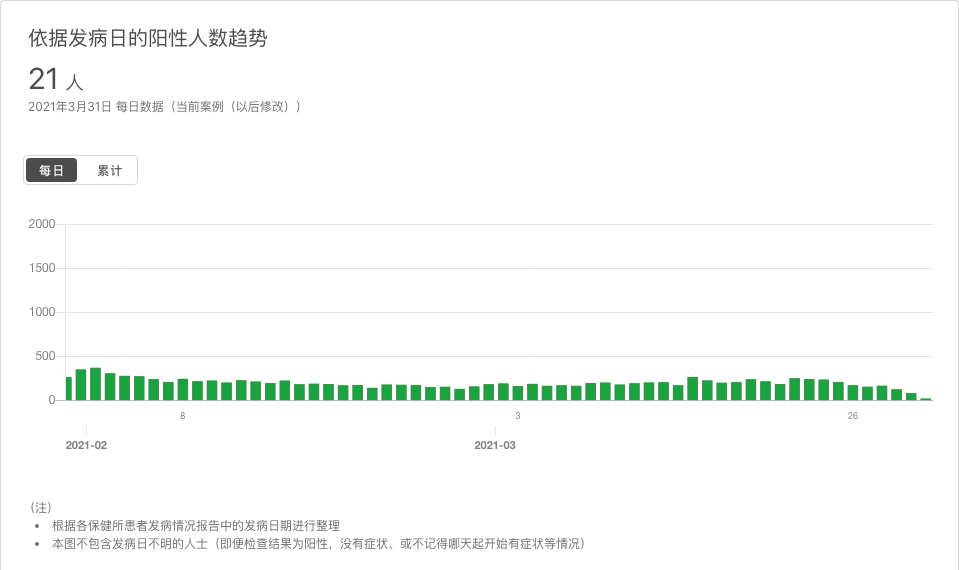 依据发病日的阳性人数趋势
21 人
2021年3月31日 每日数据（当前案例（以后修改））
每日 累计
2000
1500
1000
500
0
8 3 26
2021-02 2021-03
（注）
• 根据各保健所患者发病情况报告中的发病日期进行整理
• 本图不包含发病日不明的人士（即便检查结果为阳性，没有症状、或不记得哪天起开始有症状等情况）